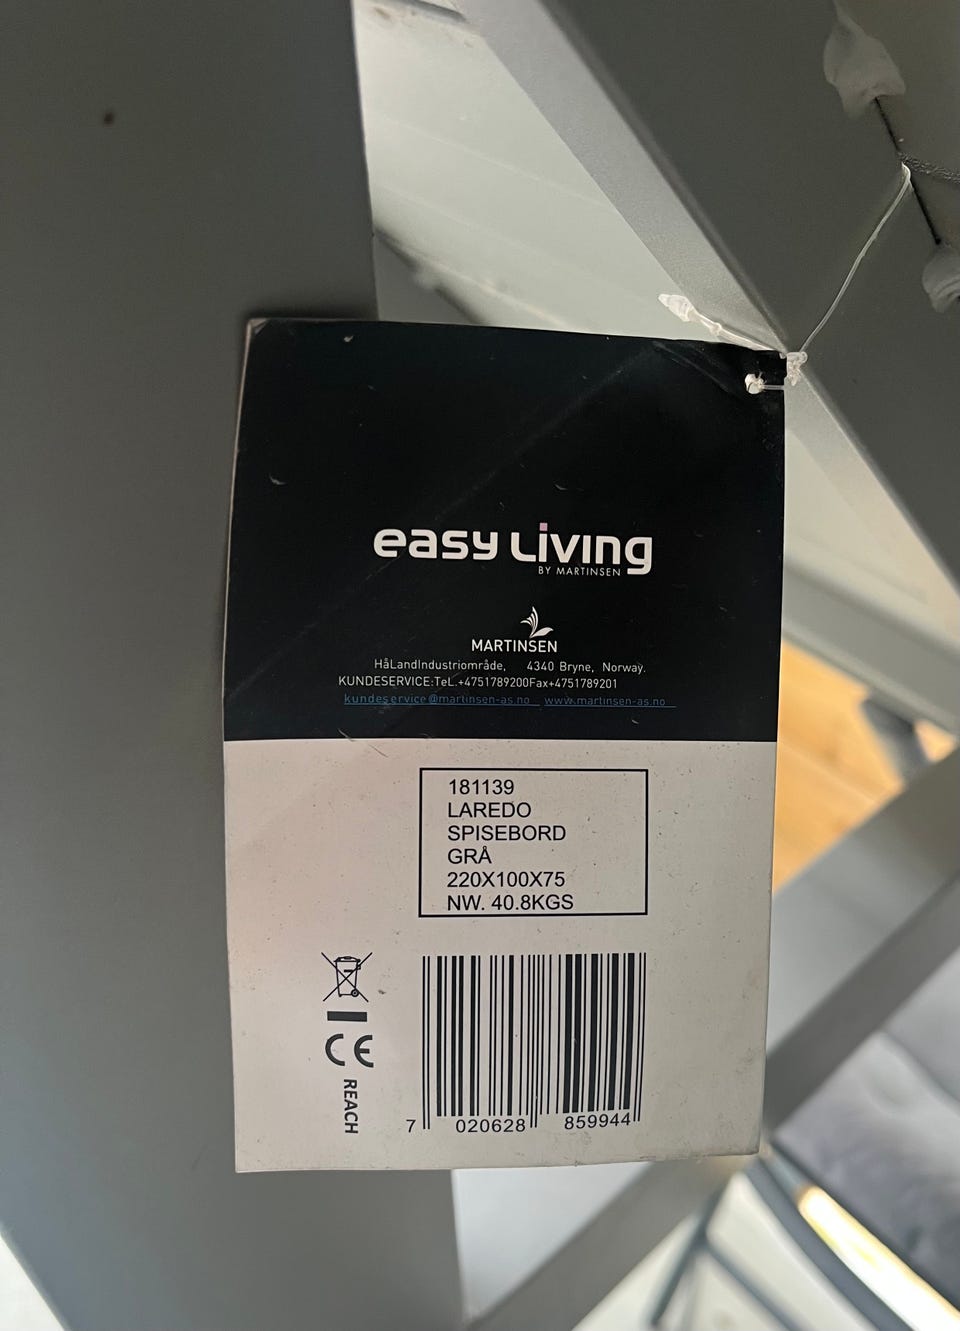 easy Living
BY MARTINSEN
MARTINSEN
HåLandIndustriområde, 4340 Bryne, Norway.
KUNDESERVICE:TeL.+4751789200Fax+4751789201
kundeservice@martinsen-as.no www.martinsen-as.no
181139
LAREDO
SPISEBORD
GRÅ
220X100X75
NW. 40.8KGS
CE
REACH
7 020628 859944